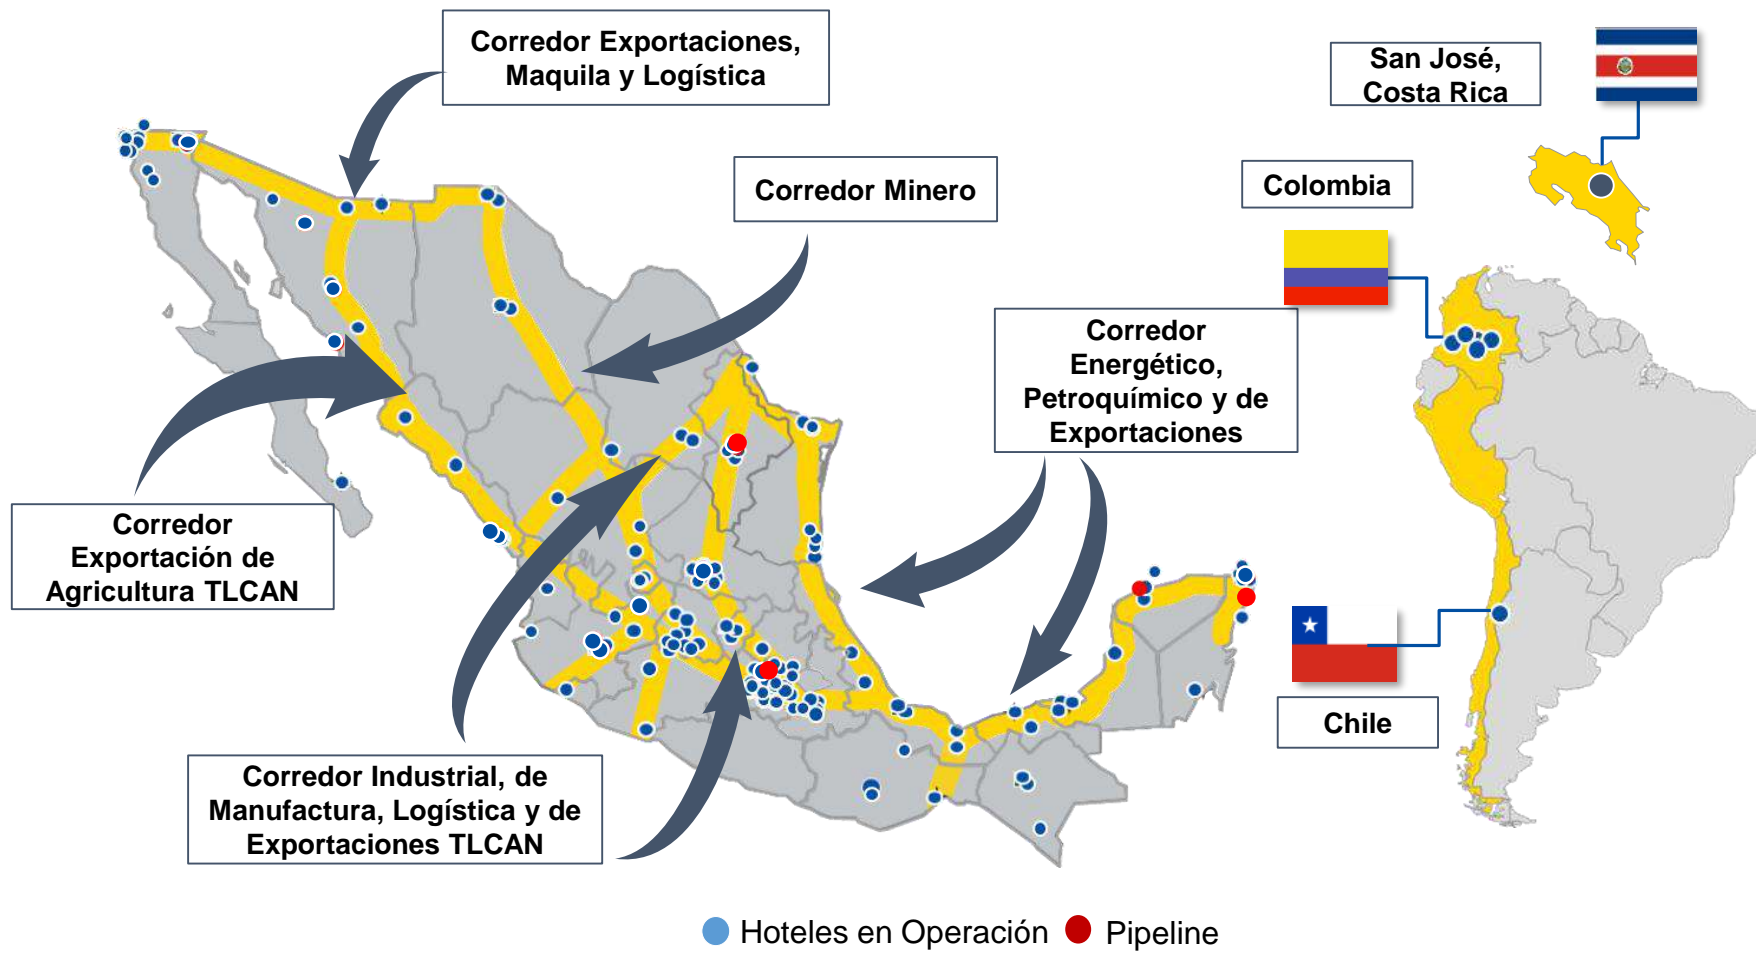 Corredor Exportaciones,
Maquila y Logística
San José,
Costa Rica
Corredor Minero
Colombia
Corredor
Energético,
Petroquímico y de
Exportaciones
Corredor
Exportación de
Agricultura TLCAN
Chile
Corredor Industrial, de
Manufactura, Logística y de
Exportaciones TLCAN
Hoteles en Operación
Pipeline